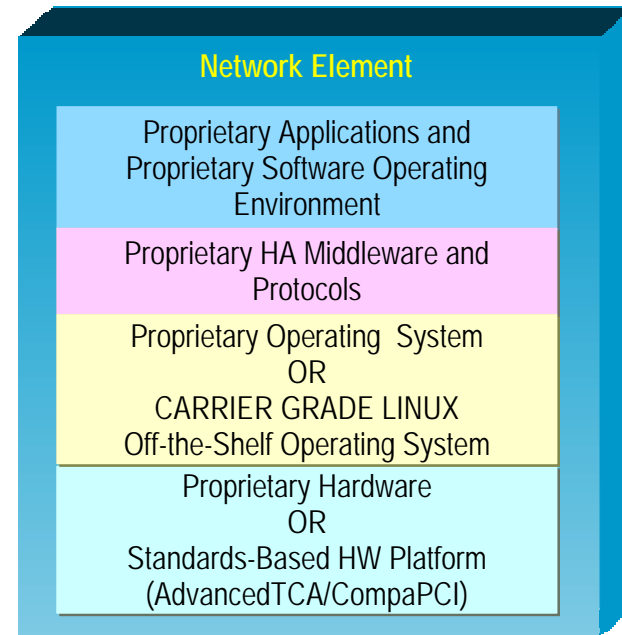 Network Element
Proprietary Applications and
Proprietary Software Operating
Environment
Proprietary HA Middleware and
Protocols
Proprietary Operating System
OR
CARRIER GRADE LINUX
Off-the-Shelf Operating System
Proprietary Hardware
OR
Standards-Based HW Platform
(AdvancedTCA/CompaPCI)